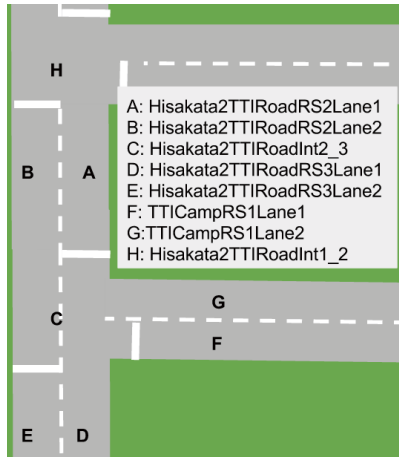 H
A: Hisakata2TTIRoadRS2Lane1
B: Hisakata2TTIRoadRS2Lane2
C: Hisakata2TTIRoadInt2_3
D: Hisakata2TTIRoadRS3Lane1
E: Hisakata2TTIRoadRS3Lane2
F: TTICampRS1Lane1
G:TTICampRS1Lane2
H: Hisakata2TTIRoadInt1_2
B
A
G
C
F
E
D